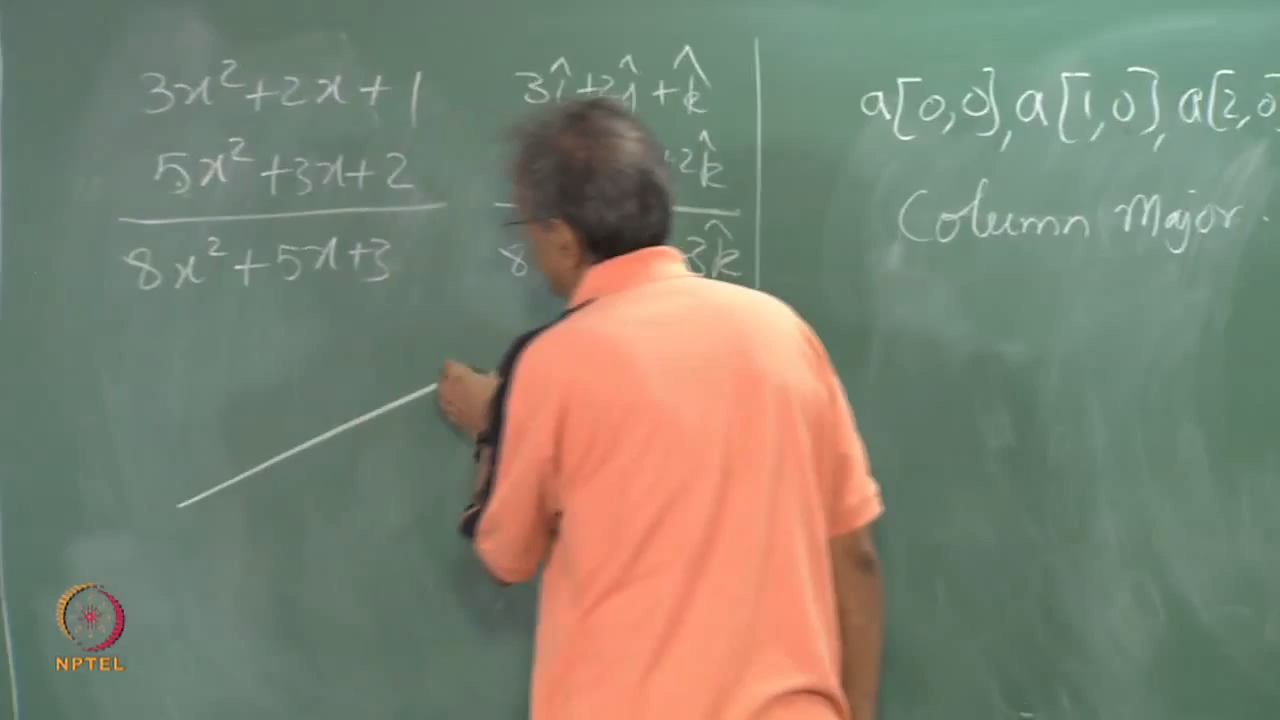 3x²+2x+1
5x²+3x+2
8x²+5x+3
3î+2ĵ+k̂
2k̂
8 3k̂
a[0,0], a[1,0], a[2,0
Column Major.
NPTEL